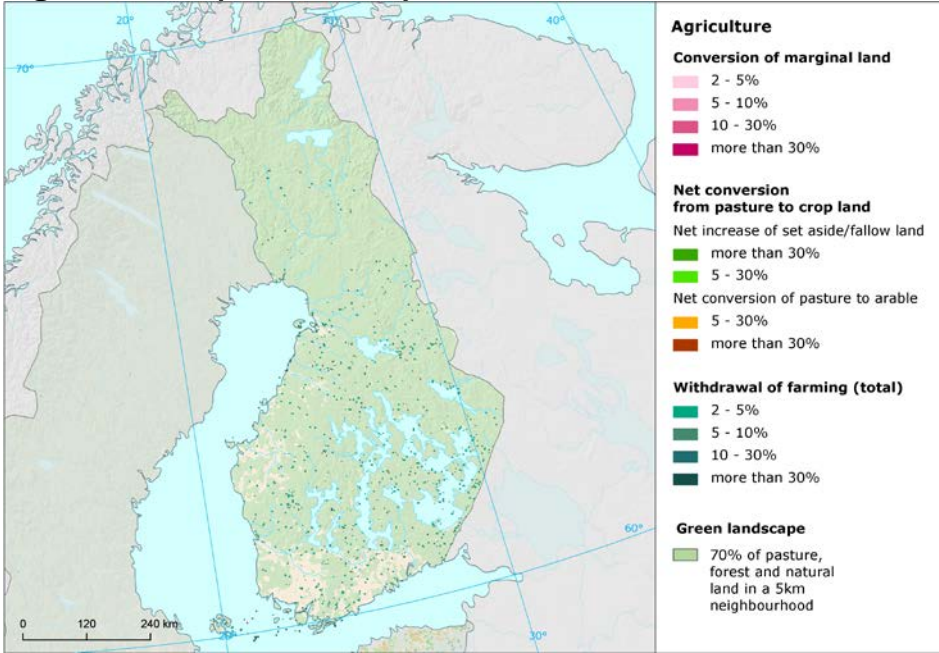 20°
30°
40°
70°
60°
0 120 240 km
20°
30°
Agriculture
Conversion of marginal land
2 - 5%
5 - 10%
10 - 30%
more than 30%
Net conversion
from pasture to crop land
Net increase of set aside/fallow land
more than 30%
5 - 30%
Net conversion of pasture to arable
5 - 30%
more than 30%
Withdrawal of farming (total)
2 - 5%
5 - 10%
10 - 30%
more than 30%
Green landscape
70% of pasture,
forest and natural
land in a 5km
neighbourhood